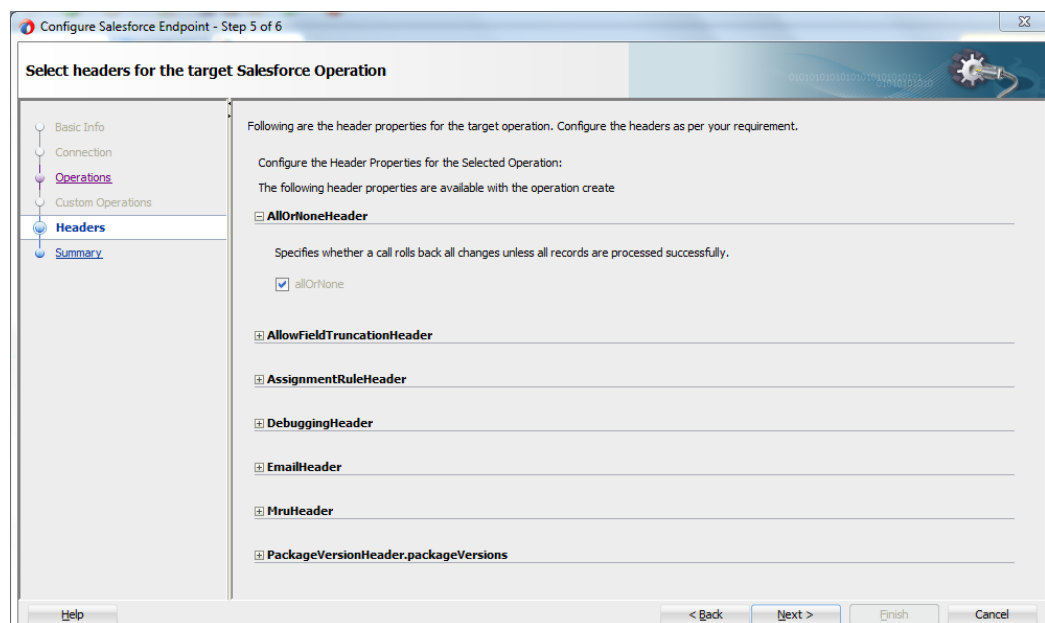 Configure Salesforce Endpoint - Step 5 of 6
Select headers for the target Salesforce Operation
Basic Info
Connection
Operations
Custom Operations
Headers
Summary
Following are the header properties for the target operation. Configure the headers as per your requirement.
Configure the Header Properties for the Selected Operation:
The following header properties are available with the operation create
AllOrNoneHeader
Specifies whether a call rolls back all changes unless all records are processed successfully.
allOrNone
AllowFieldTruncationHeader
AssignmentRuleHeader
DebuggingHeader
EmailHeader
MruHeader
PackageVersionHeader.packageVersions
Help
< Back
Next >
Finish
Cancel